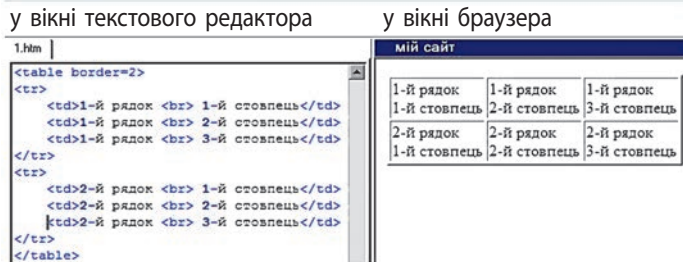 у вікні текстового редактора
у вікні браузера
1.htm
<table border=2>
<tr>
<td>1-й рядок <br> 1-й стовпець</td>
<td>1-й рядок <br> 2-й стовпець</td>
<td>1-й рядок <br> 3-й стовпець</td>
</tr>
<tr>
<td>2-й рядок <br> 1-й стовпець</td>
<td>2-й рядок <br> 2-й стовпець</td>
<td>2-й рядок <br> 3-й стовпець</td>
</tr>
</table>
мій сайт
1-й рядок 1-й рядок 1-й рядок
1-й стовпець 2-й стовпець 3-й стовпець
2-й рядок 2-й рядок 2-й рядок
1-й стовпець 2-й стовпець 3-й стовпець